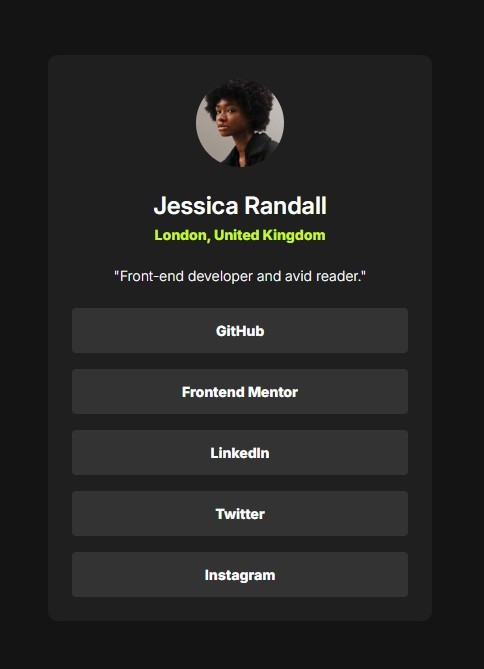 Jessica Randall
London, United Kingdom
"Front-end developer and avid reader."
GitHub
Frontend Mentor
LinkedIn
Twitter
Instagram